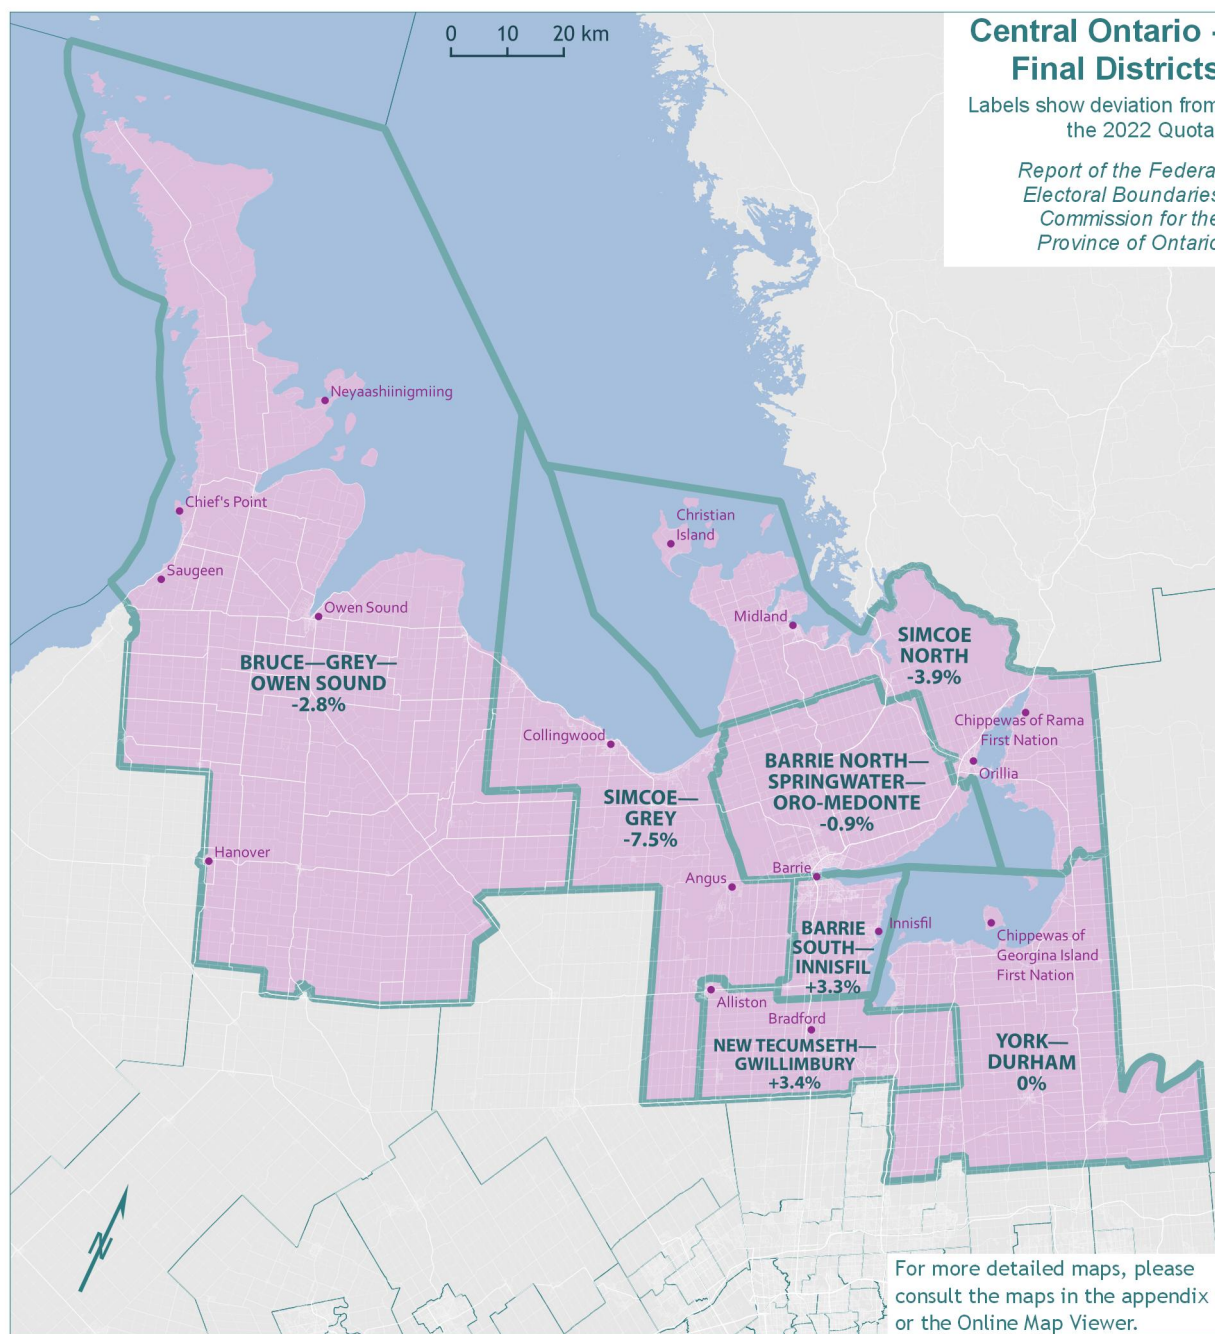 0 10 20 km
Central Ontario -
Final Districts
Labels show deviation from
the 2022 Quota
Report of the Federal
Electoral Boundaries
Commission for the
Province of Ontario
Neyaashiinigmiing
Chief's Point
Christian
Island
Saugeen
Owen Sound
Midland
SIMCOE
NORTH
-3.9%
BRUCE—GREY—
OWEN SOUND
-2.8%
Chippewas of Rama
First Nation
Collingwood
BARRIE NORTH—
SPRINGWATER—
ORO-MEDONTE
-0.9%
Orillia
SIMCOE—
GREY
-7.5%
Hanover
Barrie
Angus
BARRIE
SOUTH—
INNISFIL
+3.3%
Innisfil
Chippewas of
Georgina Island
First Nation
Alliston
Bradford
NEW TECUMSETH—
GWILLIMBURY
+3.4%
YORK—
DURHAM
0%
N
For more detailed maps, please
consult the maps in the appendix
or the Online Map Viewer.